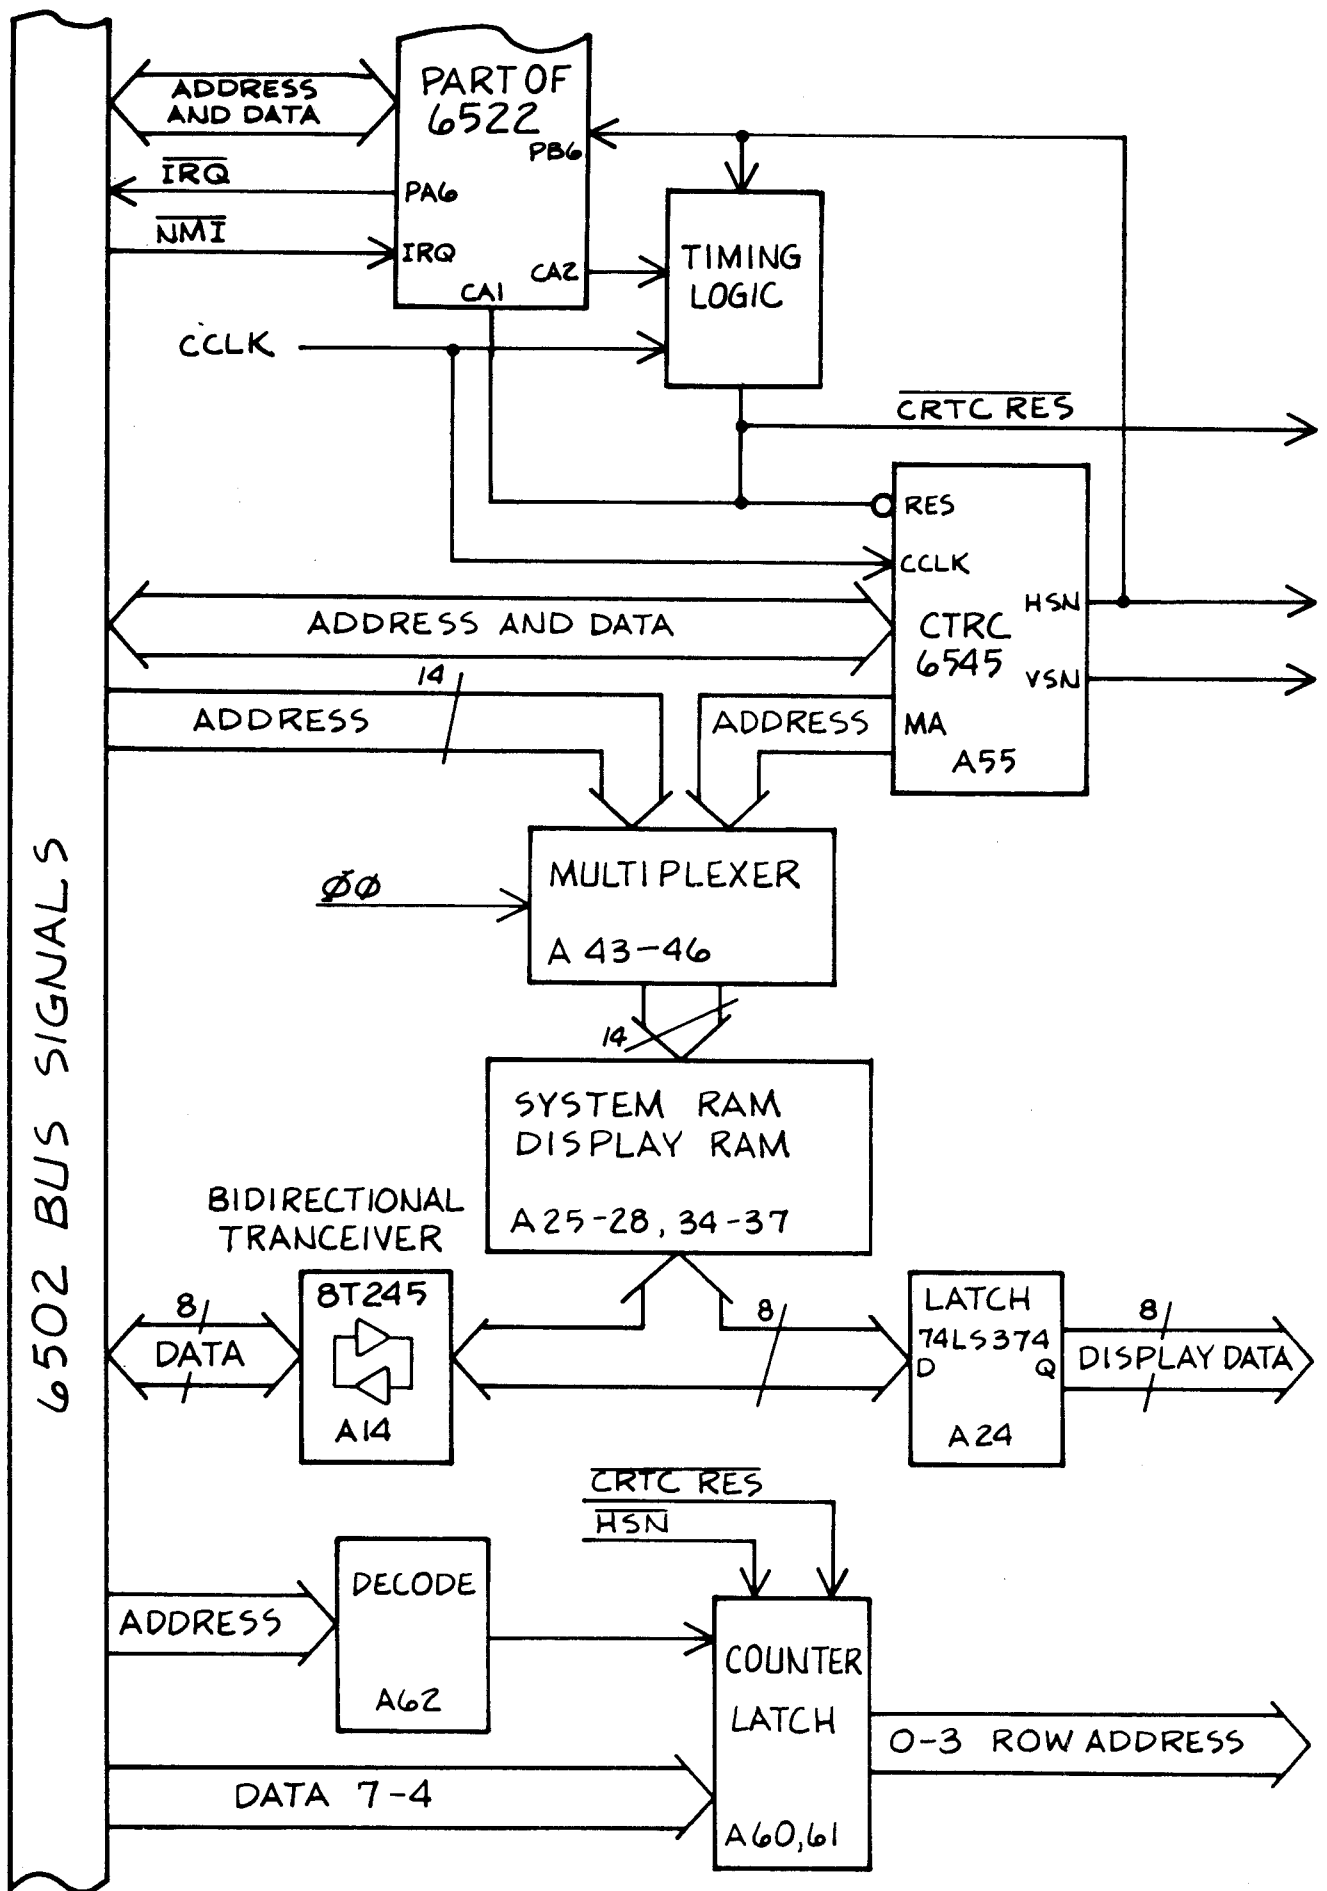 PART OF
6522
ADDRESS
AND DATA
PB6
IRQ
PA6
NMI
IRQ
CA2
CA1
TIMING
LOGIC
CCLK
CRTC RES
RES
CCLK
HSN
ADDRESS AND DATA
CTRC
6545
VSN
14
ADDRESS
ADDRESS
MA
A55
MULTIPLEXER
ØØ
A 43-46
14
SYSTEM RAM
DISPLAY RAM
A 25-28, 34-37
BIDIRECTIONAL
TRANCEIVER
8T245
8
DATA
A14
8
LATCH
74LS374
D Q
A24
8
DISPLAY DATA
6502 BUS SIGNALS
CRTC RES
HSN
DECODE
ADDRESS
A62
COUNTER
LATCH
0-3 ROW ADDRESS
DATA 7-4
A60,61